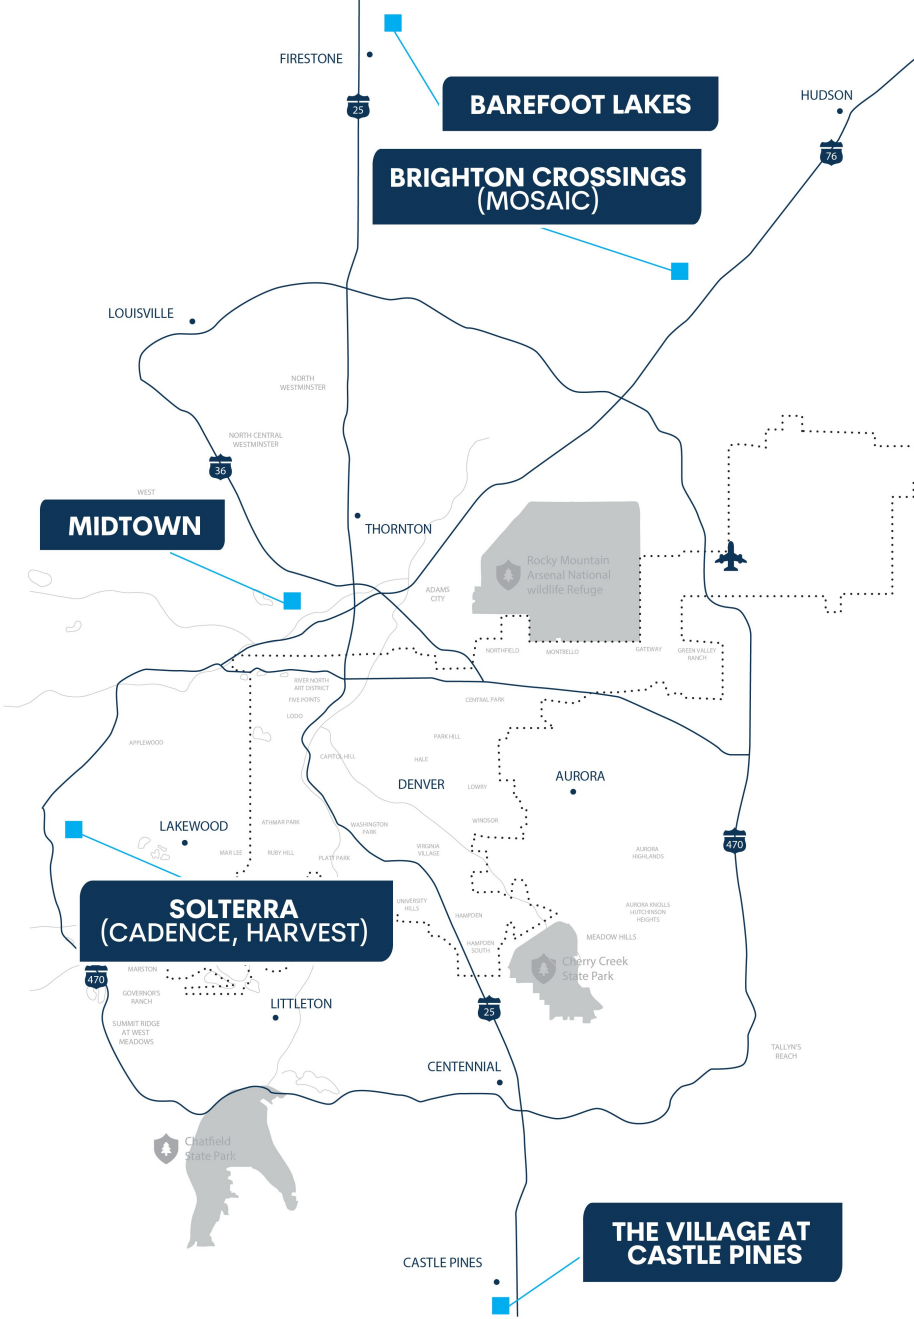 FIRESTONE
25
BAREFOOT LAKES
HUDSON
76
BRIGHTON CROSSINGS
(MOSAIC)
LOUISVILLE
NORTH
WESTMINSTER
NORTH CENTRAL
WESTMINSTER
36
WEST
MIDTOWN
THORNTON
Rocky Mountain
Arsenal National
wildlife Refuge
ADAMS
CITY
NORTHFIELD
MONTBELLO
GATEWAY
GREEN VALLEY
RANCH
RIVER NORTH
ART DISTRICT
FIVE POINTS
CENTRAL PARK
LODO
APPLEWOOD
PARK HILL
CAPITOL HILL
HALE
DENVER
LOWRY
AURORA
LAKEWOOD
ATHMAR PARK
WASHINGTON
PARK
WINDSOR
470
MAR LEE
RUBY HILL
PLATT PARK
VIRGINIA
VILLAGE
AURORA
HIGHLANDS
SOLTERRA
(CADENCE, HARVEST)
UNIVERSITY
HILLS
HAMPDEN
AURORA KNOLLS
HUTCHINSON
HEIGHTS
MEADOW HILLS
HAMPDEN
SOUTH
Cherry Creek
State Park
470
MARSTON
GOVERNOR'S
RANCH
LITTLETON
25
SUMMIT RIDGE
AT WEST
MEADOWS
TALLYN'S
REACH
CENTENNIAL
Chatfield
State Park
THE VILLAGE AT
CASTLE PINES
CASTLE PINES